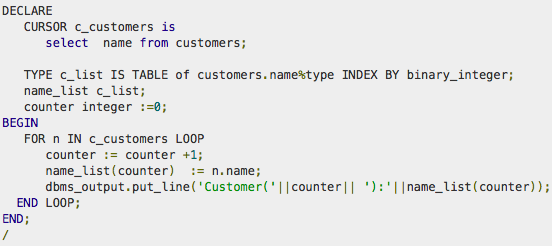 DECLARE
   CURSOR c_customers is
      select  name from customers;

   TYPE c_list IS TABLE of customers.name%type INDEX BY binary_integer;
   name_list c_list;
   counter integer :=0;
BEGIN
   FOR n IN c_customers LOOP
      counter := counter +1;
      name_list(counter)  := n.name;
      dbms_output.put_line('Customer('||counter|| '):'||name_list(counter));
  END LOOP;
END;
/